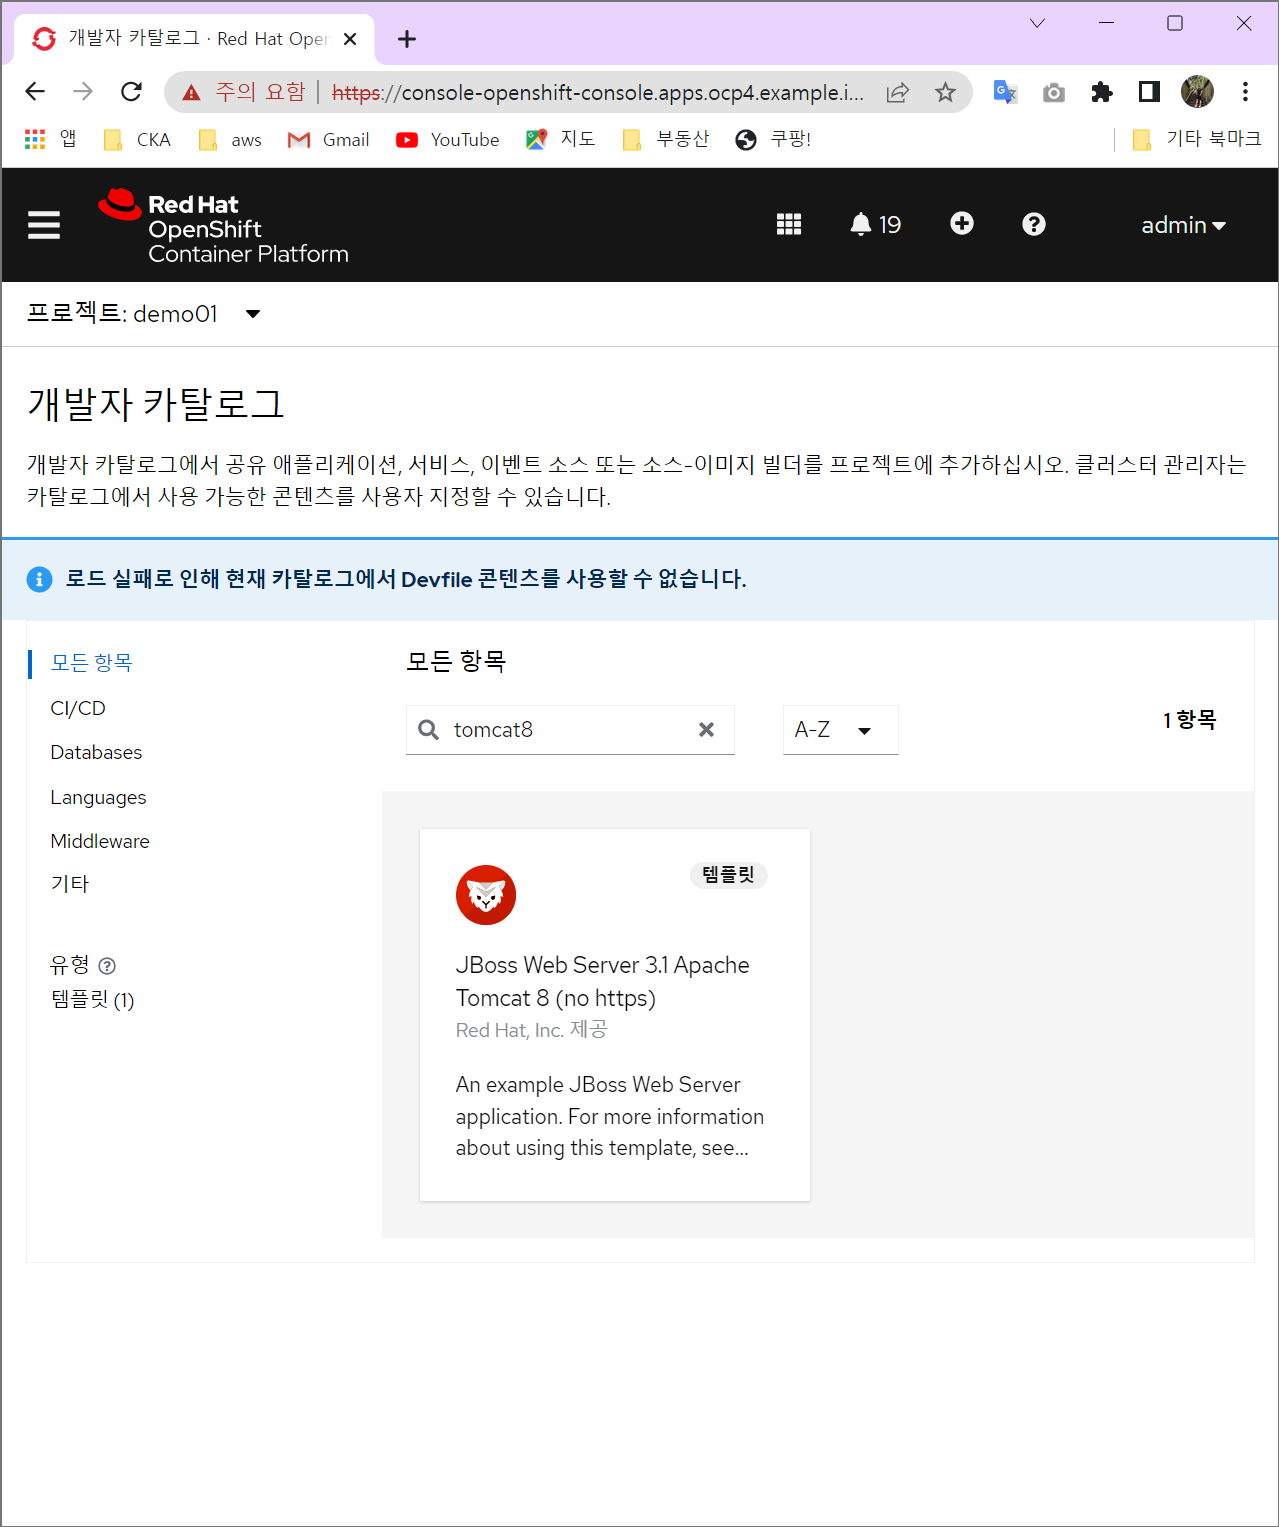 개발자 카탈로그 · Red Hat Oper
주의 요함 | https://console-openshift-console.apps.ocp4.example.i...
앱 CKA aws Gmail YouTube 지도 부동산 쿠팡! 기타 북마크
Red Hat
OpenShift
Container Platform
19
admin
프로젝트: demo01
개발자 카탈로그
개발자 카탈로그에서 공유 애플리케이션, 서비스, 이벤트 소스 또는 소스-이미지 빌더를 프로젝트에 추가하십시오. 클러스터 관리자는
카탈로그에서 사용 가능한 콘텐츠를 사용자 지정할 수 있습니다.
로드 실패로 인해 현재 카탈로그에서 Devfile 콘텐츠를 사용할 수 없습니다.
모든 항목
CI/CD
Databases
Languages
Middleware
기타
유형
템플릿 (1)
모든 항목
tomcat8
A-Z
1 항목
템플릿
JBoss Web Server 3.1 Apache
Tomcat 8 (no https)
Red Hat, Inc. 제공
An example JBoss Web Server
application. For more information
about using this template, see...